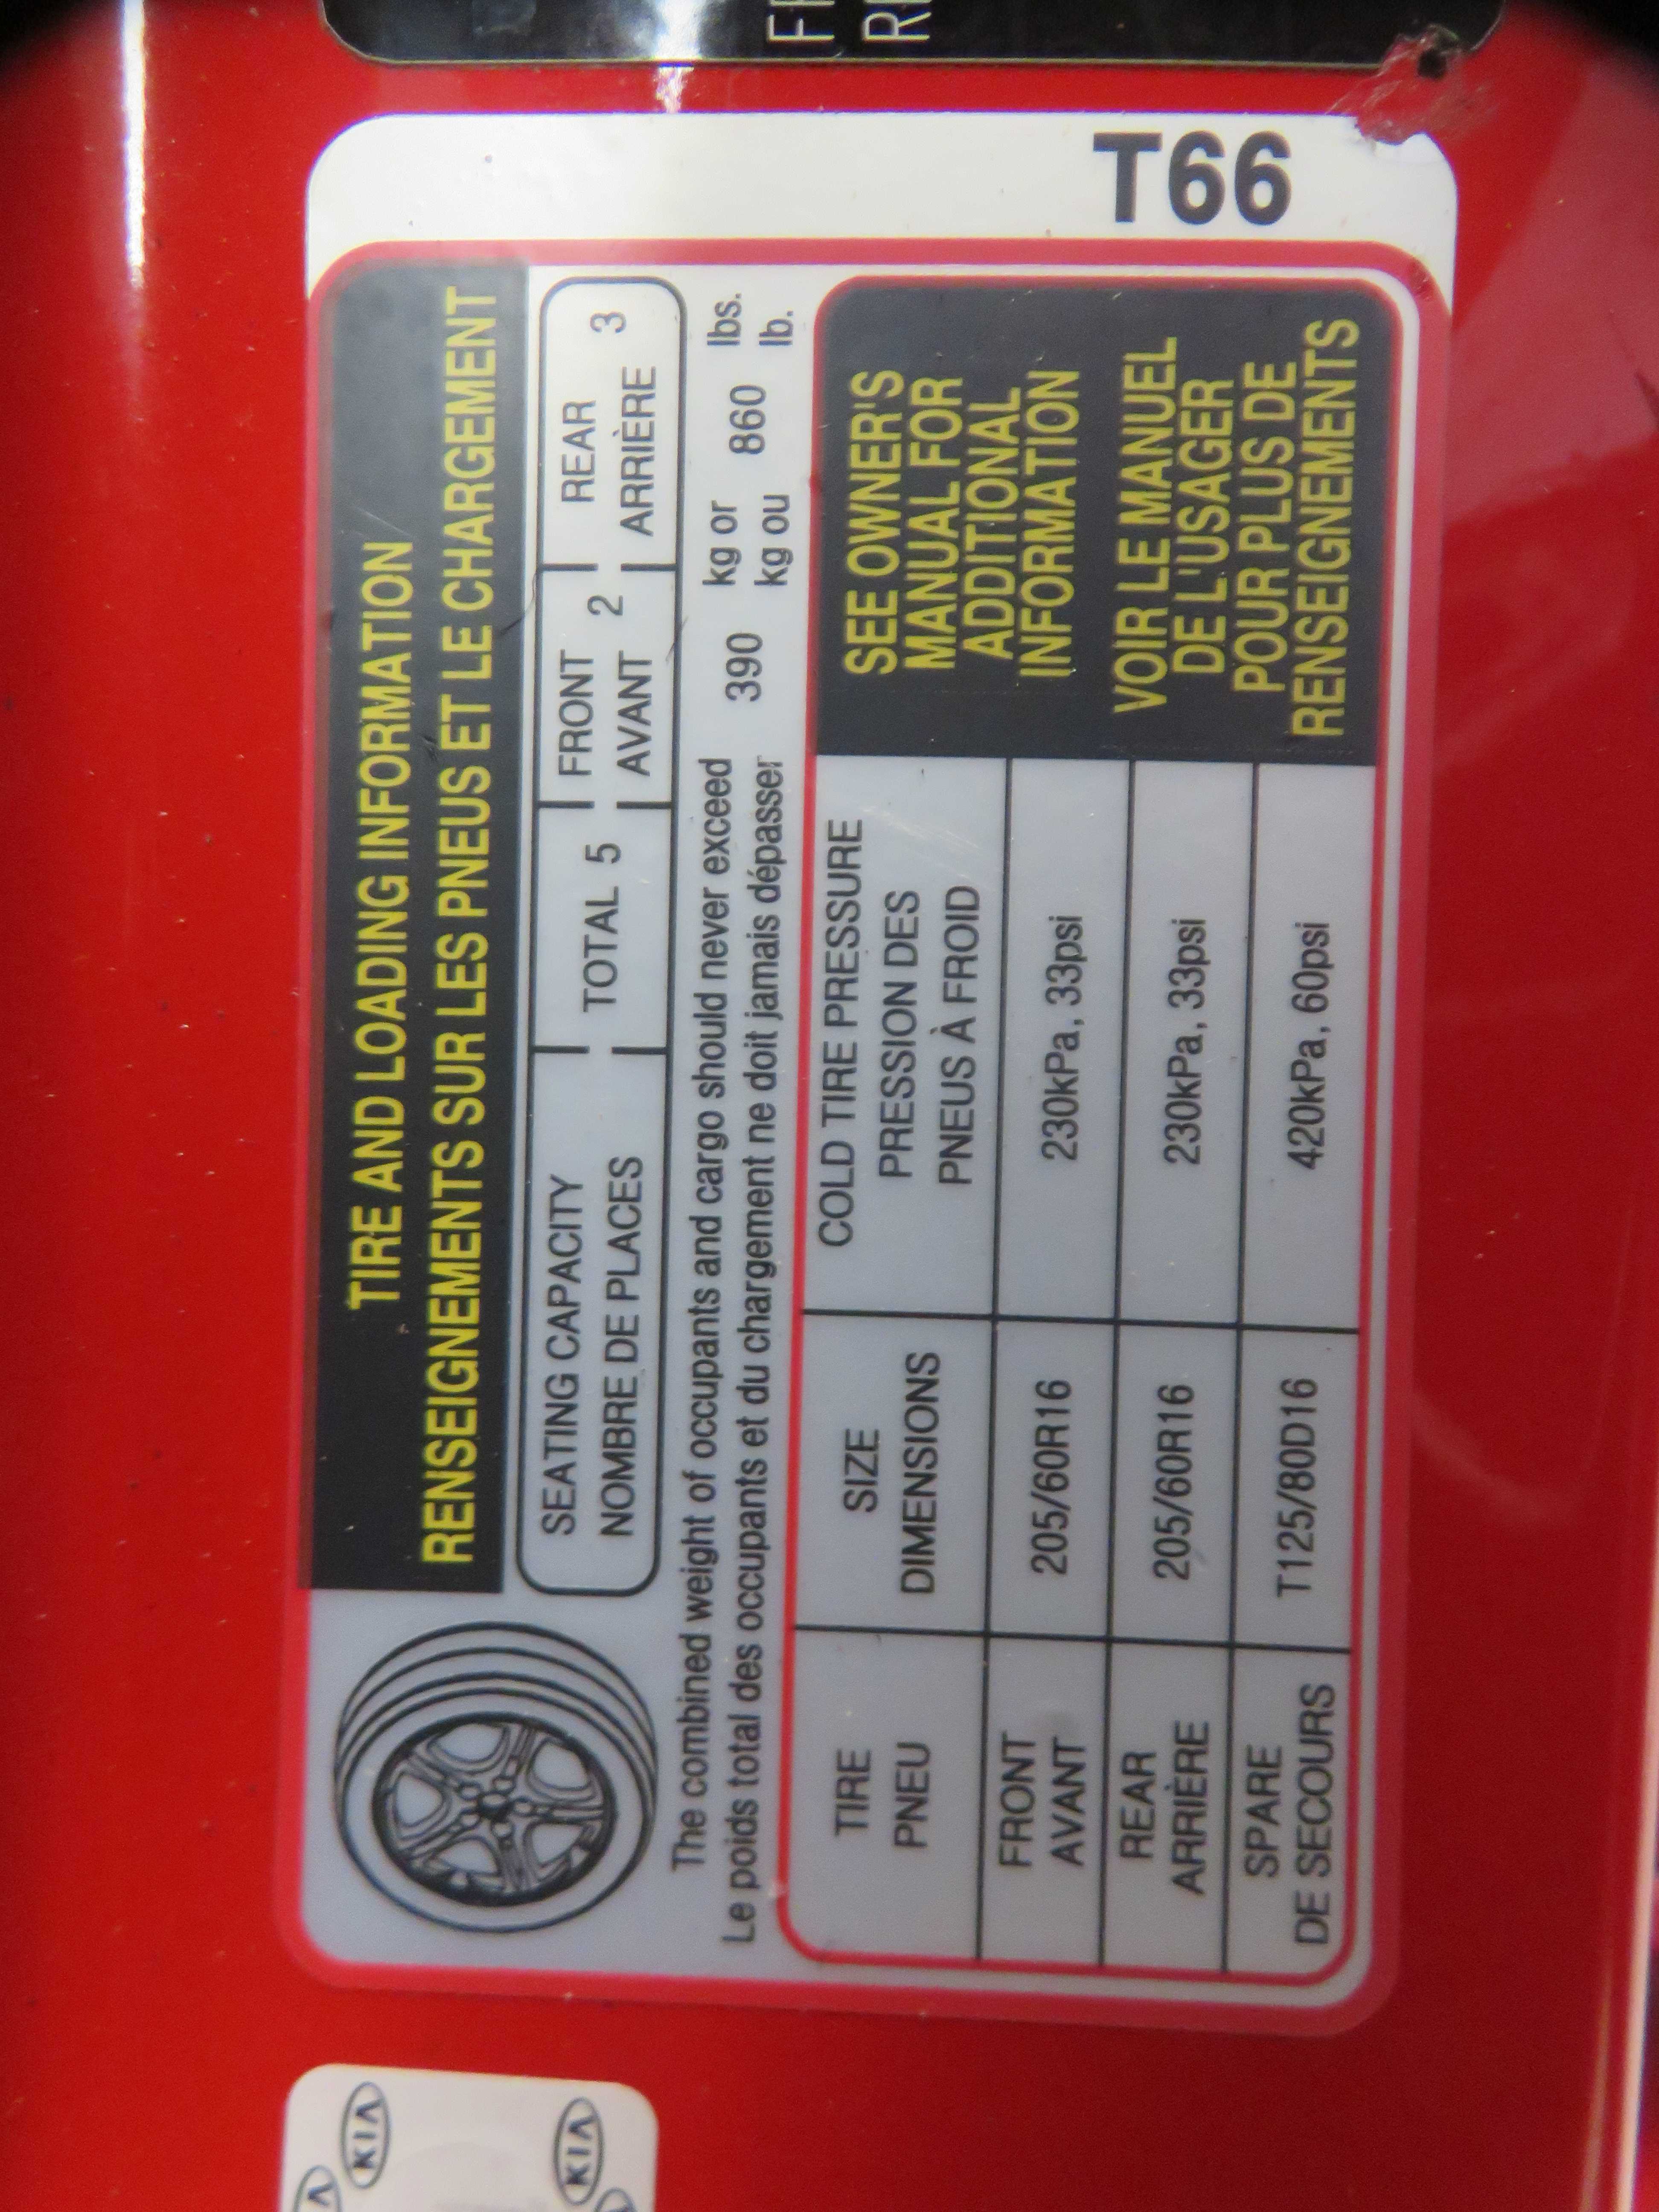 TIRE AND LOADING INFORMATION
RENSEIGNEMENTS SUR LES PNEUS ET LE CHARGEMENT
SEATING CAPACITY
NOMBRE DE PLACES
TOTAL 5
FRONT
AVANT 2
REAR
ARRIÈRE 3
The combined weight of occupants and cargo should never exceed 390 kg or 860 lbs.
Le poids total des occupants et du chargement ne doit jamais dépasser kg ou lb.
TIRE
PNEU
SIZE
DIMENSIONS
COLD TIRE PRESSURE
PRESSION DES
PNEUS À FROID
FRONT
AVANT
205/60R16
230kPa, 33psi
REAR
ARRIÈRE
205/60R16
230kPa, 33psi
SPARE
DE SECOURS
T125/80D16
420kPa, 60psi
SEE OWNER'S
MANUAL FOR
ADDITIONAL
INFORMATION
VOIR LE MANUEL
DE L'USAGER
POUR PLUS DE
RENSEIGNEMENTS
T66
KIA
KIA